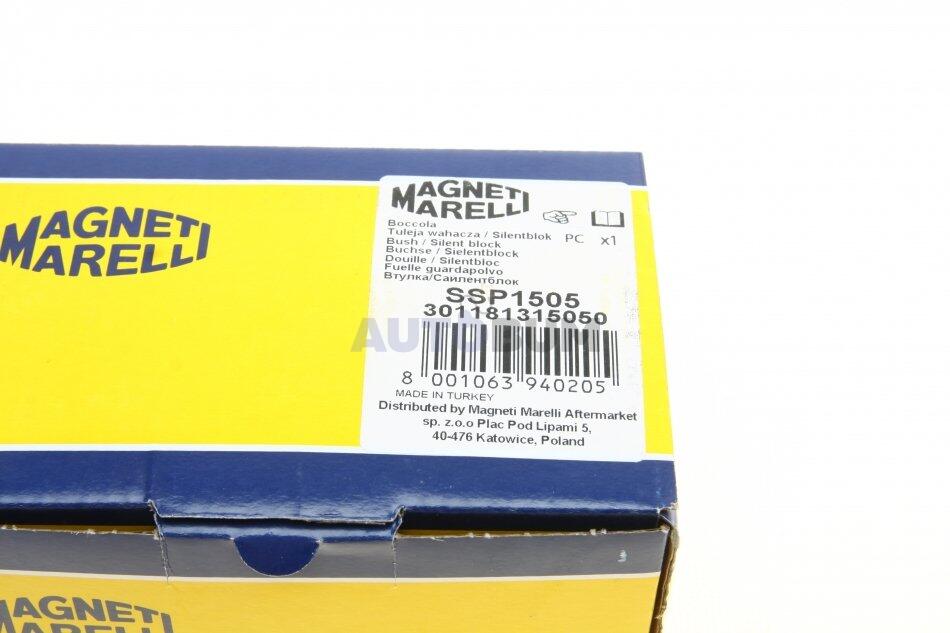 MAGNETI
MARELLI
MAGNETI
MARELLI
Boccola
Tuleja wahacza / Silentblok
Bush / Silent block
Buchse / Sielentblock
Douille / Silentbloc
Fuelle guardapolvo
Втулка/Саилентблок
PC x1
SSP1505
301181315050
AUTOBUM
8 001063 940205
MADE IN TURKEY
Distributed by Magneti Marelli Aftermarket
sp. z.o.o Plac Pod Lipami 5,
40-476 Katowice, Poland
MAGNETI
MARELLI